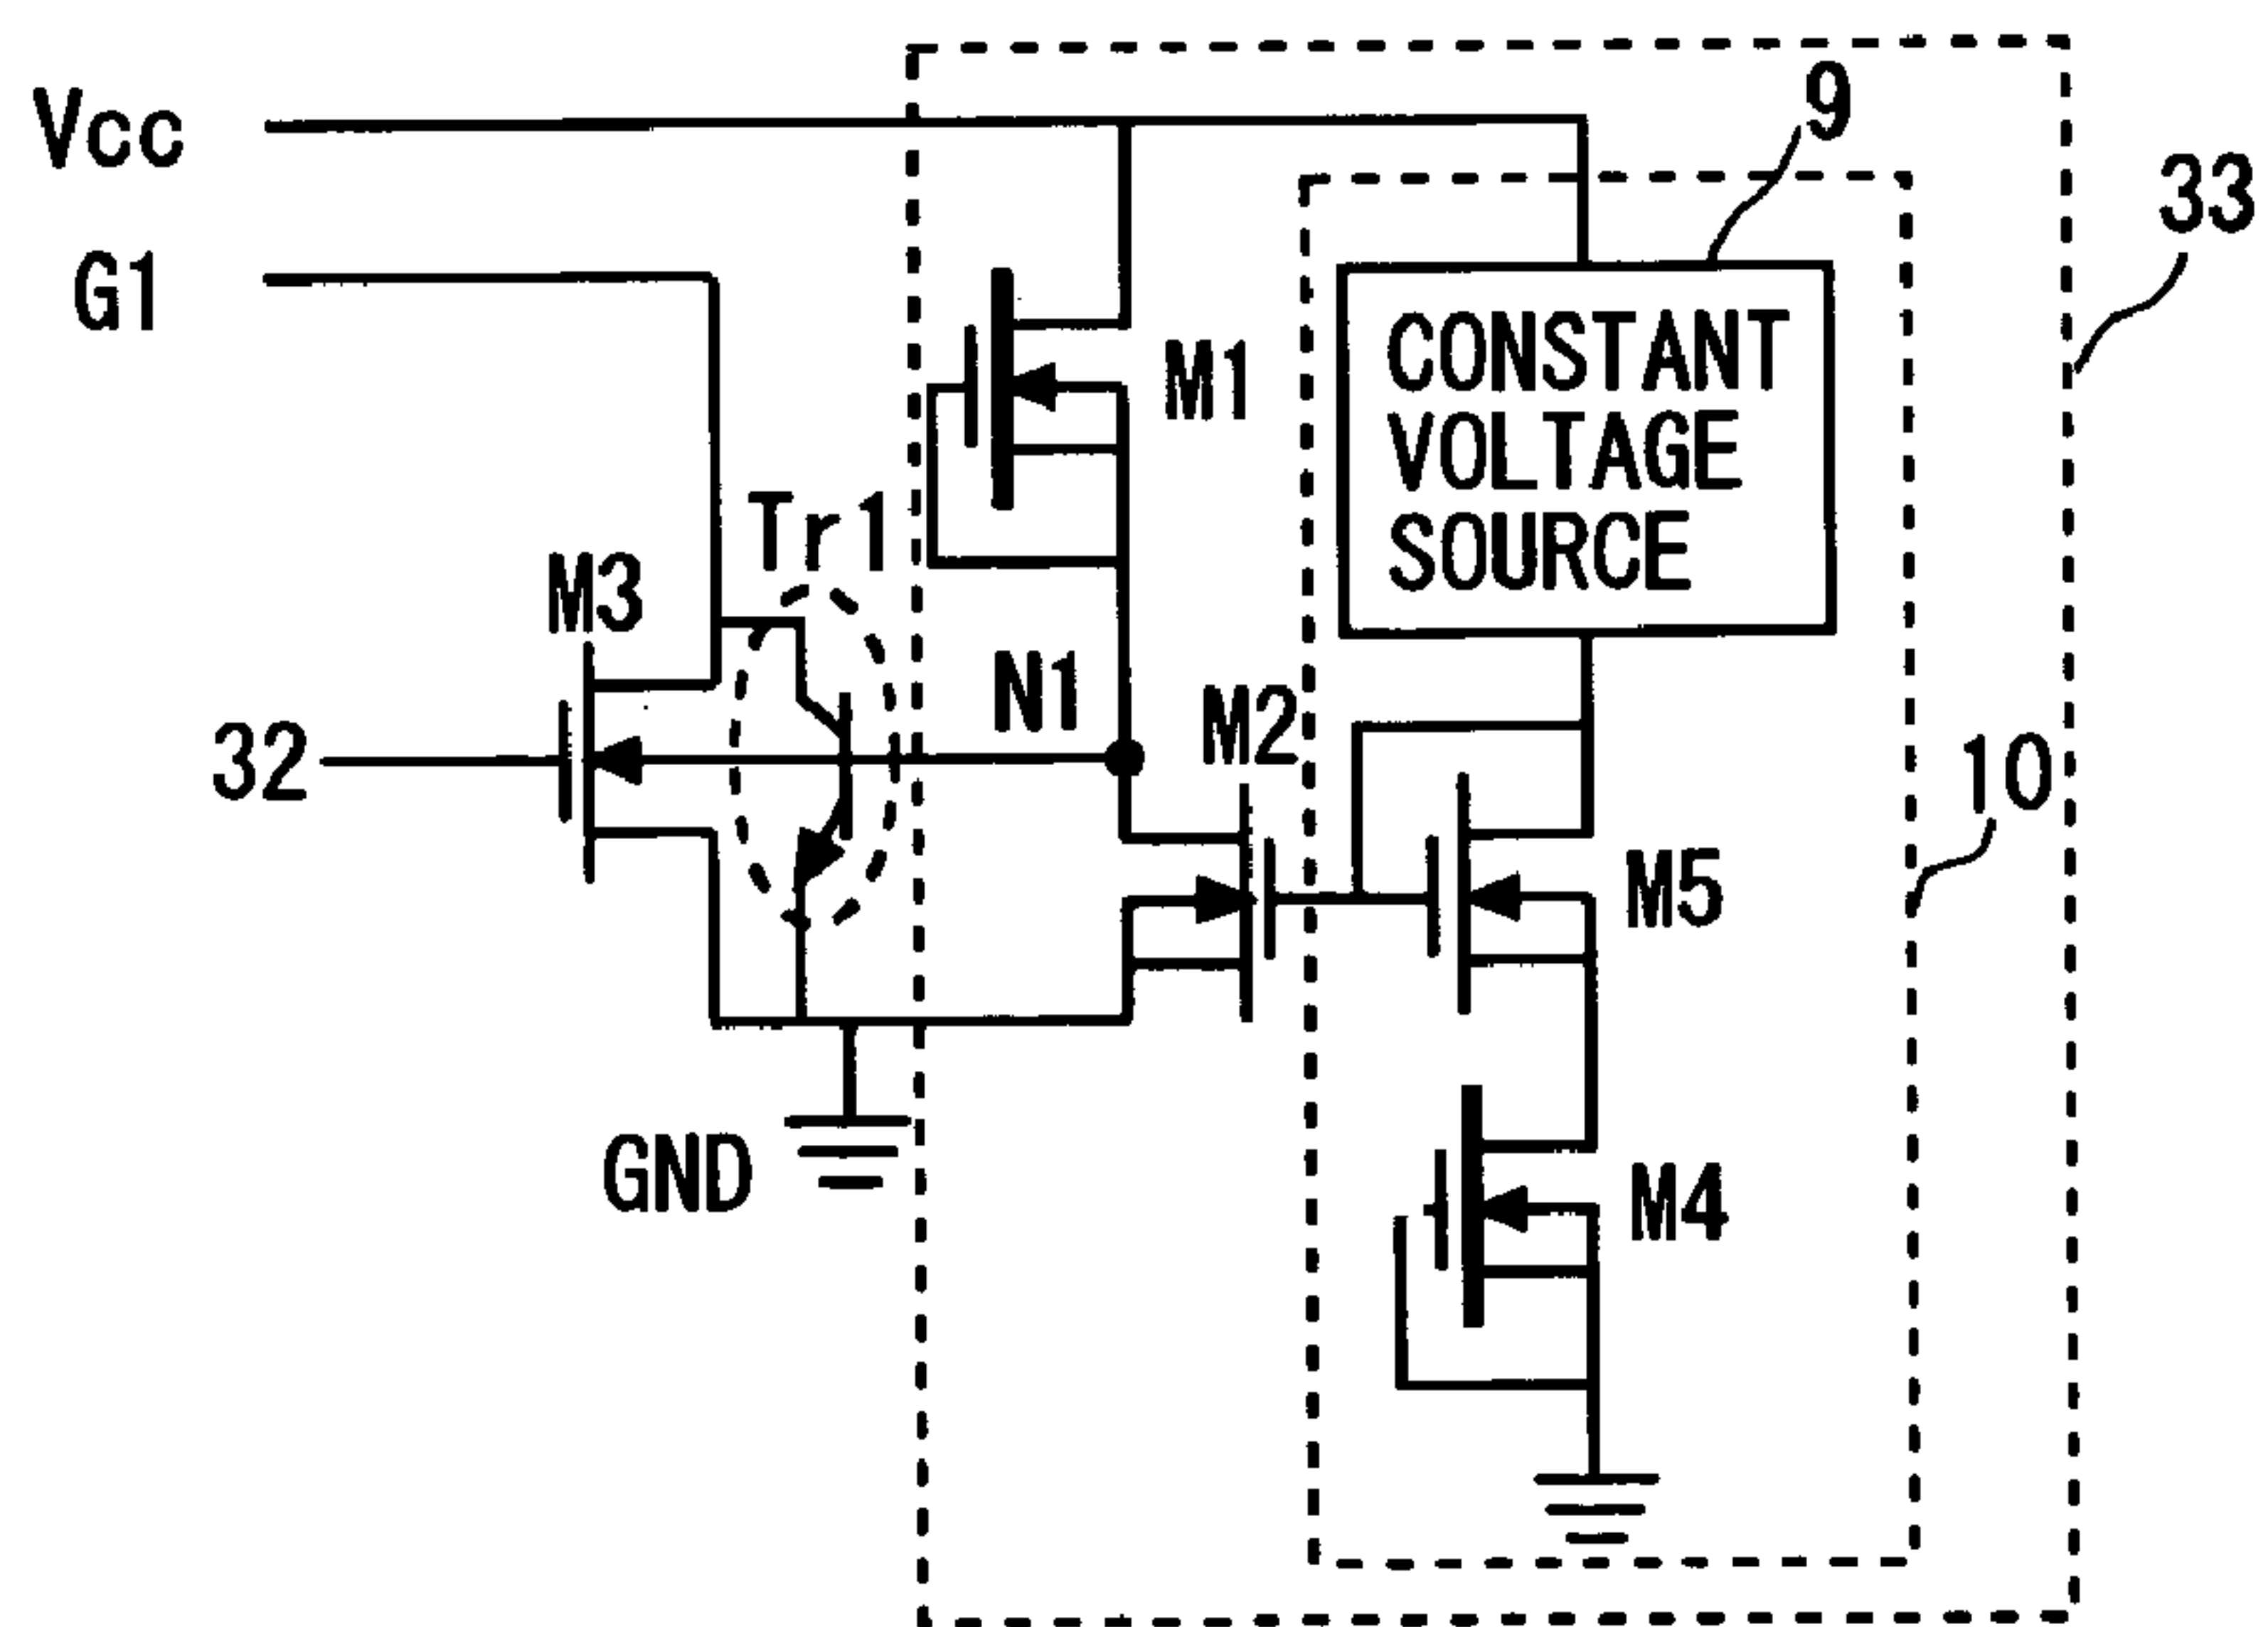 Vcc
9
33
G1
M1
CONSTANT
VOLTAGE
SOURCE
Tr1
M3
N1
M2
32
10
M5
GND
M4